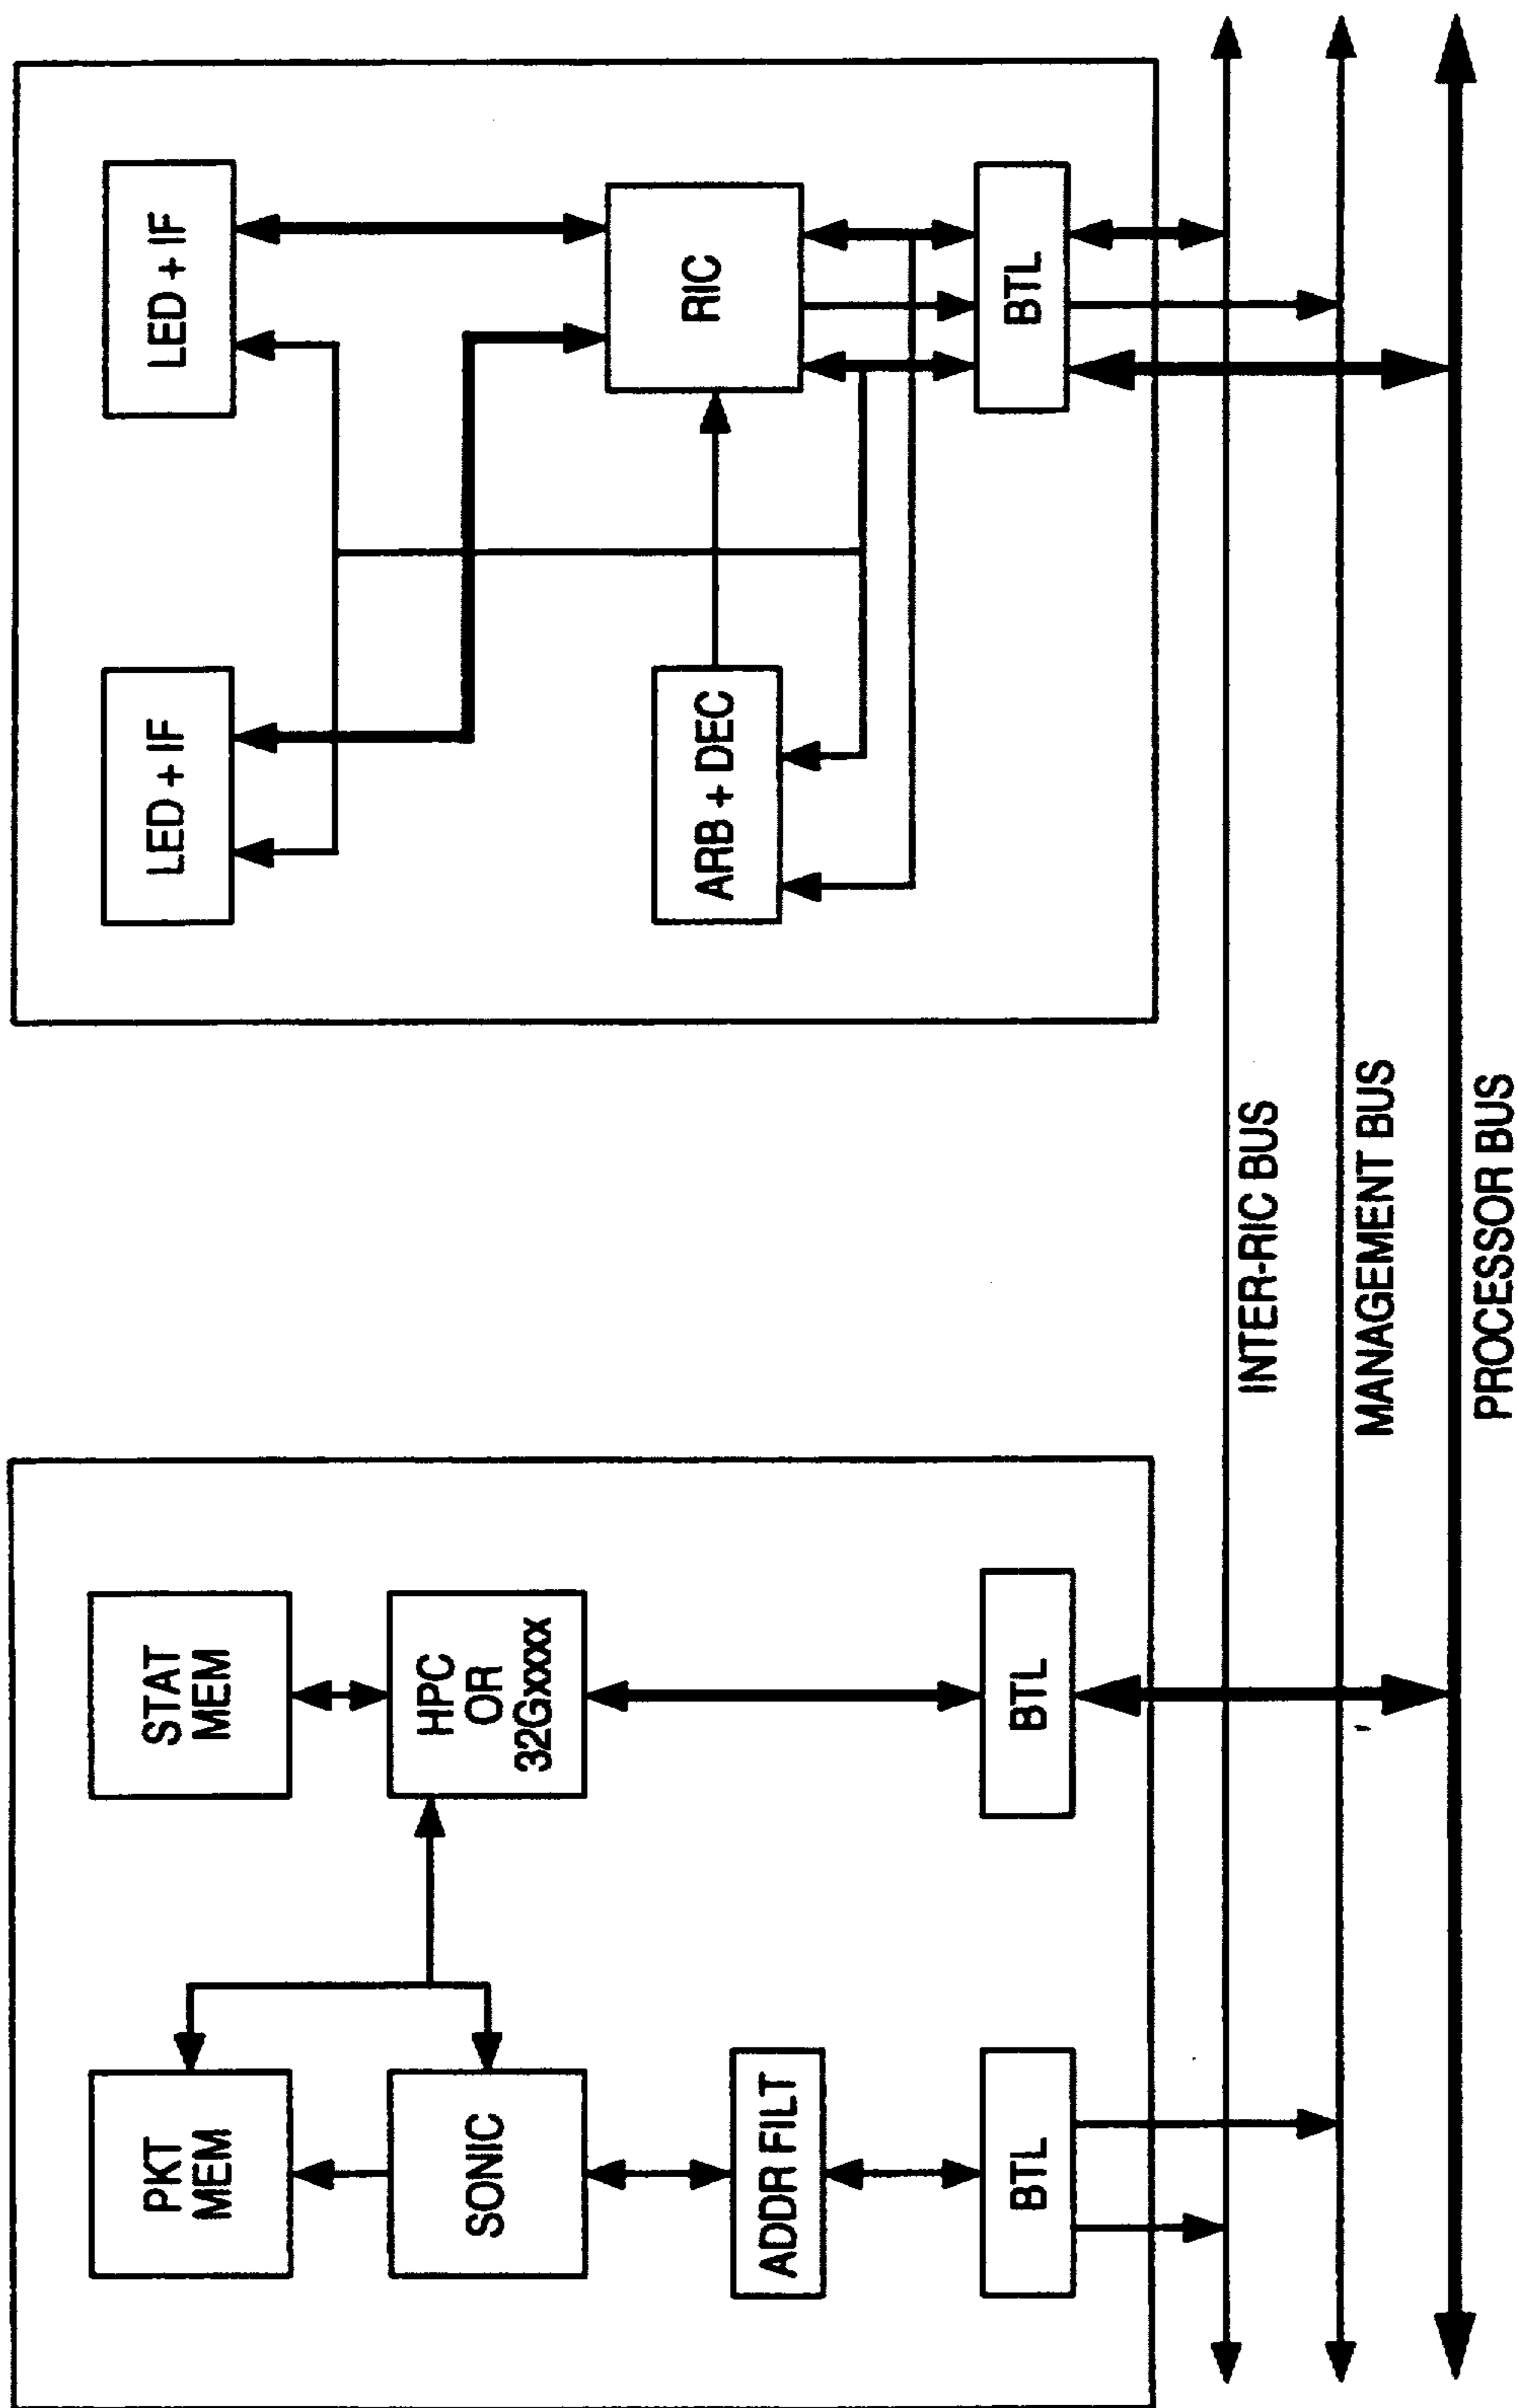 PKT
MEM
STAT
MEM
SONIC
HPC
OR
32Gxxxx
ADDR FILT
BTL
BTL
LED + IF
LED + IF
ARB + DEC
RIC
BTL
INTER-RIC BUS
MANAGEMENT BUS
PROCESSOR BUS